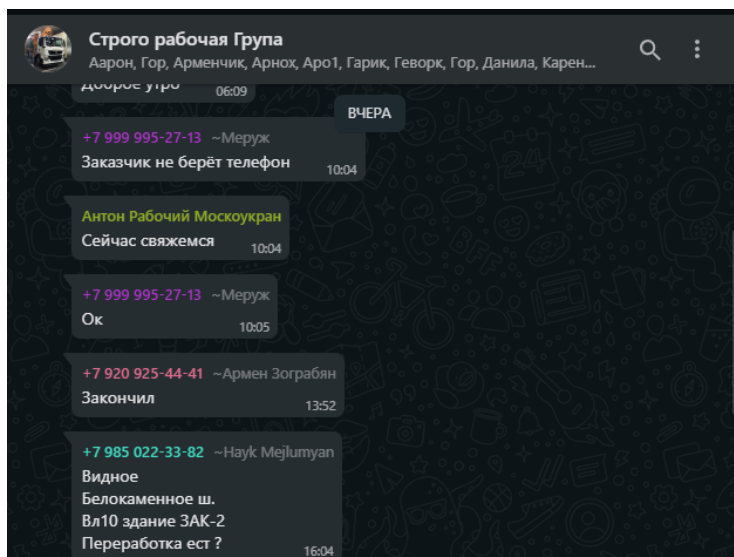 Строго рабочая Група
Аарон, Гор, Арменчик, Арнох, Аро1, Гарик, Геворк, Гор, Данила, Карен...
Доброе утро 06:09
ВЧЕРА
+7 999 995-27-13 ~Меруж
Заказчик не берёт телефон 10:04
Антон Рабочий Москоукран
Сейчас свяжемся 10:04
+7 999 995-27-13 ~Меруж
Ок 10:05
+7 920 925-44-41 ~Армен Зограбян
Закончил 13:52
+7 985 022-33-82 ~Hayk Mejlumyan
Видное
Белокаменное ш.
Вл10 здание ЗАК-2
Переработка ест ? 16:04